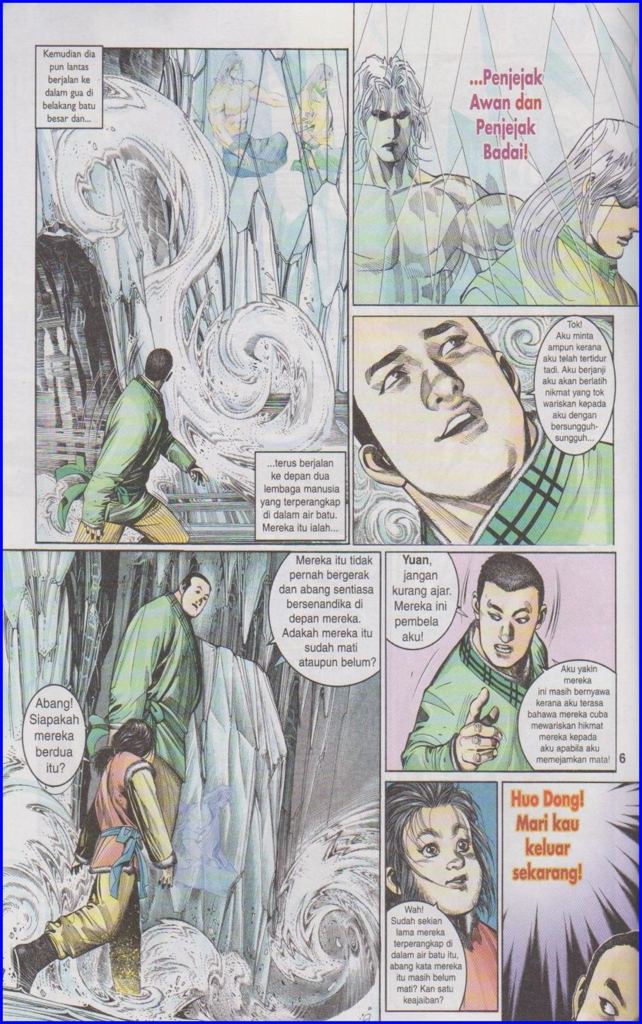 Kemudian dia
pun lantas
berjalan ke
dalam gua di
belakang batu
besar dan...
...terus berjalan
ke depan dua
lembaga manusia
yang terperangkap
di dalam air batu.
Mereka itu ialah...
...Penjejak
Awan dan
Penjejak
Badai!
Tok!
Aku minta
ampun kerana
aku telah tertidur
tadi. Aku berjanji
aku akan berlatih
nikmat yang tok
wariskan kepada
aku dengan
bersungguh-
sungguh...
Abang!
Siapakah
mereka
berdua
itu?
Mereka itu tidak
pernah bergerak
dan abang sentiasa
bersenandika di
depan mereka.
Adakah mereka itu
sudah mati
ataupun belum?
Yuan,
jangan
kurang ajar.
Mereka ini
pembela
aku!
Aku yakin
mereka
ini masih bernyawa
kerana aku terasa
bahawa mereka cuba
mewariskan hikmat
mereka kepada
aku apabila aku
memejamkan mata!
6
Wah!
Sudah sekian
lama mereka
terperangkap di
dalam air batu itu,
abang kata mereka
itu masih belum
mati? Kan satu
keajaiban?
Huo Dong!
Mari kau
keluar
sekarang!